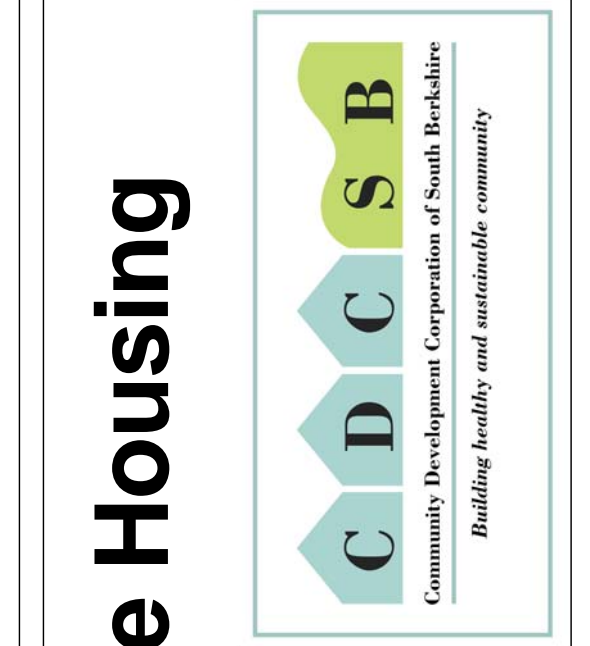 e Housing
C D C S B
Community Development Corporation of South Berkshire
Building healthy and sustainable community